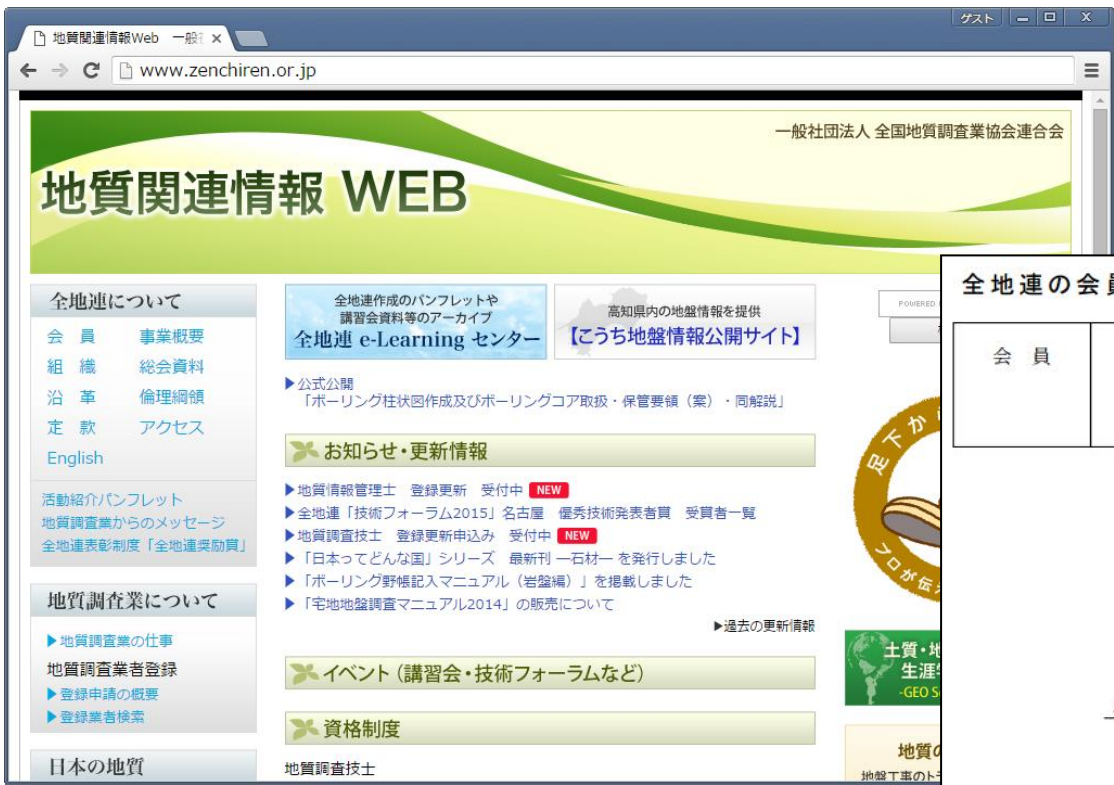 ゲスト
地質関連情報Web 一般
www.zenchiren.or.jp
一般社団法人 全国地質調査業協会連合会
地質関連情報 WEB
全地連について
会 員 事業概要
組 織 総会資料
沿 革 倫理綱領
定 款 アクセス
English
活動紹介パンフレット
地質調査業からのメッセージ
全地連表彰制度「全地連奨励賞」
地質調査業について
▶地質調査業の仕事
地質調査業者登録
▶登録申請の概要
▶登録業者検索
日本の地質
全地連作成のパンフレットや
講習会資料等のアーカイブ
全地連 e-Learning センター
高知県内の地盤情報を提供
【こうち地盤情報公開サイト】
▶公式公開
「ボーリング柱状図作成及びボーリングコア取扱・保管要領（案）・同解説」
お知らせ・更新情報
▶地質情報管理士 登録更新 受付中 NEW
▶全地連「技術フォーラム2015」名古屋 優秀技術発表者賞 受賞者一覧
▶地質調査技士 登録更新申込み 受付中 NEW
▶「日本ってどんな国」シリーズ 最新刊 ―石材― を発行しました
▶「ボーリング野帳記入マニュアル（岩盤編）」を掲載しました
▶「宅地地盤調査マニュアル2014」の販売について
▶過去の更新情報
イベント（講習会・技術フォーラムなど）
資格制度
地質調査技士
POWERED
足下か
プロが伝
土質・地
生涯
-GEO S
地質の
地盤工事のト
全地連の会
会 員